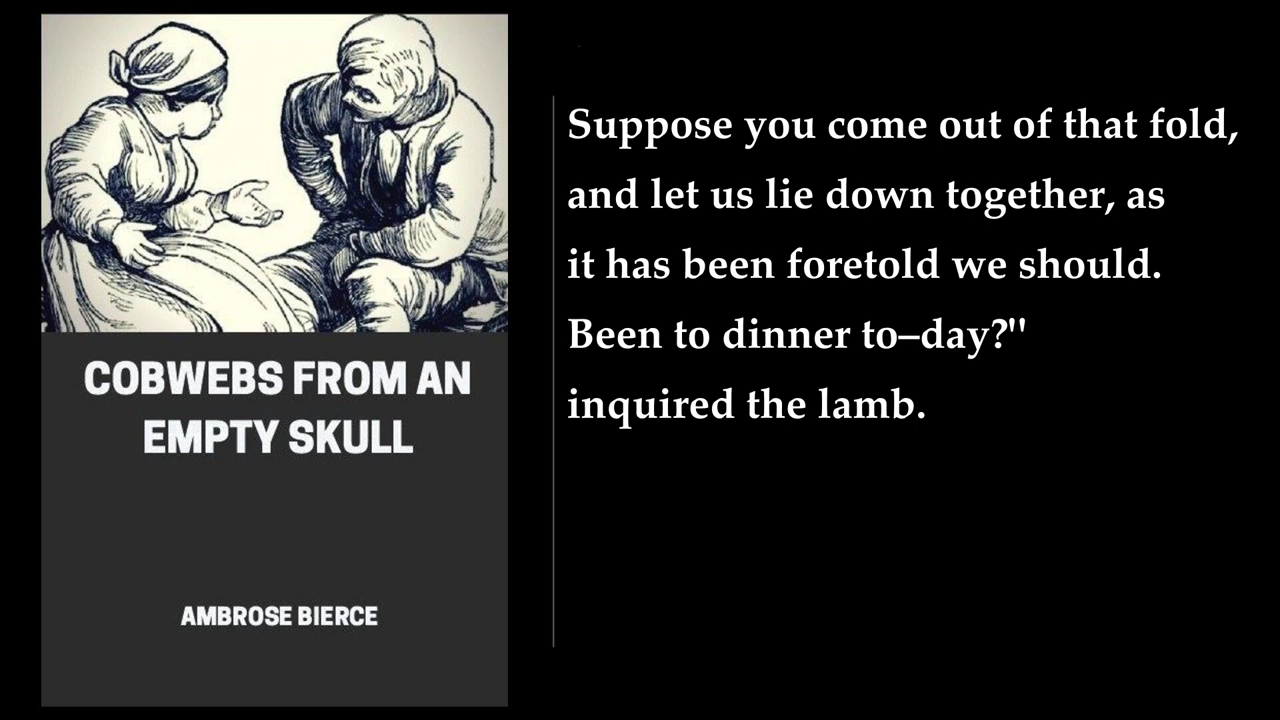 COBWEBS FROM AN
EMPTY SKULL
AMBROSE BIERCE
Suppose you come out of that fold,
and let us lie down together, as
it has been foretold we should.
Been to dinner to–day?"
inquired the lamb.